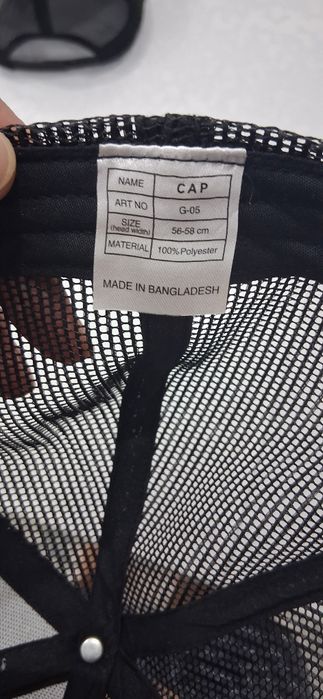 NAME CAP
ART NO G-05
SIZE (head width) 56-58 cm
MATERIAL 100% Polyester
MADE IN BANGLADESH